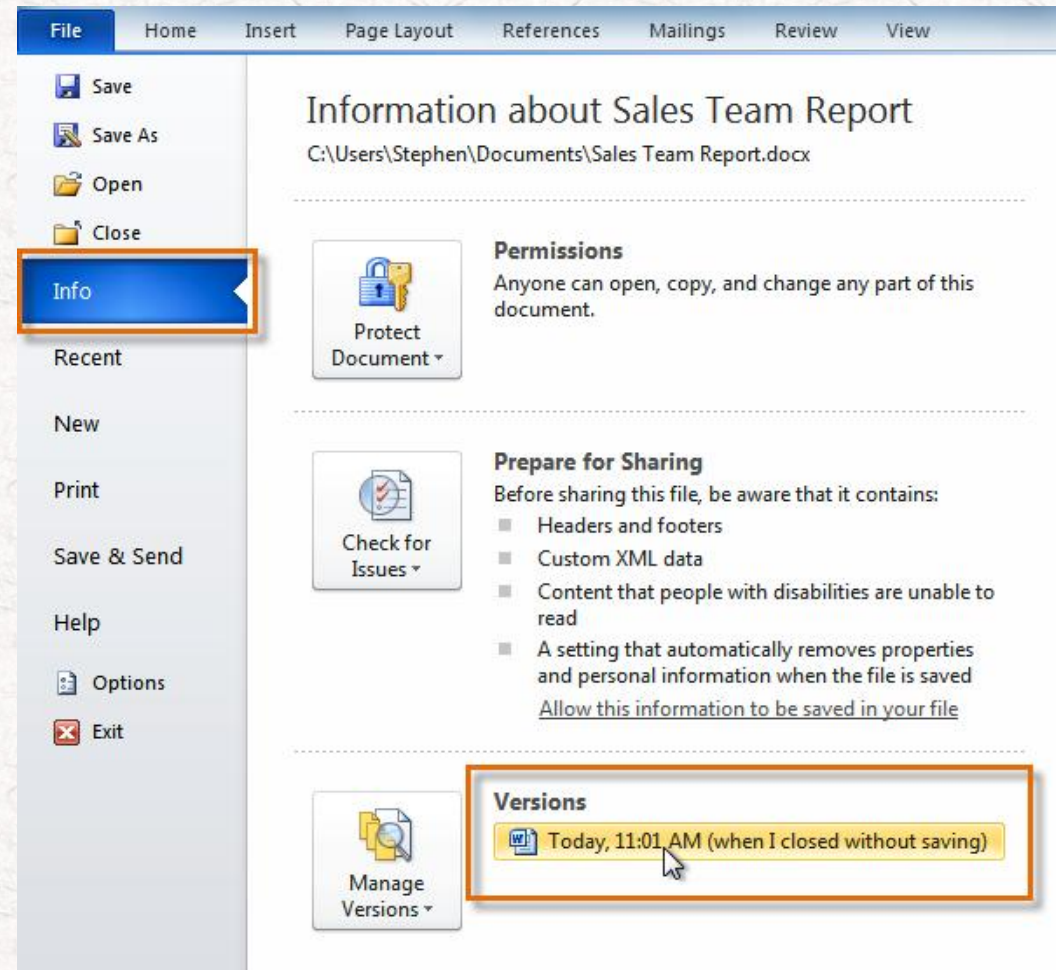 File Home Insert Page Layout References Mailings Review View
Save
Save As
Open
Close
Info
Recent
New
Print
Save & Send
Help
Options
Exit
Information about Sales Team Report
C:\Users\Stephen\Documents\Sales Team Report.docx
Protect
Document
Permissions
Anyone can open, copy, and change any part of this
document.
Check for
Issues
Prepare for Sharing
Before sharing this file, be aware that it contains:
Headers and footers
Custom XML data
Content that people with disabilities are unable to
read
A setting that automatically removes properties
and personal information when the file is saved
Allow this information to be saved in your file
Manage
Versions
Versions
Today, 11:01 AM (when I closed without saving)